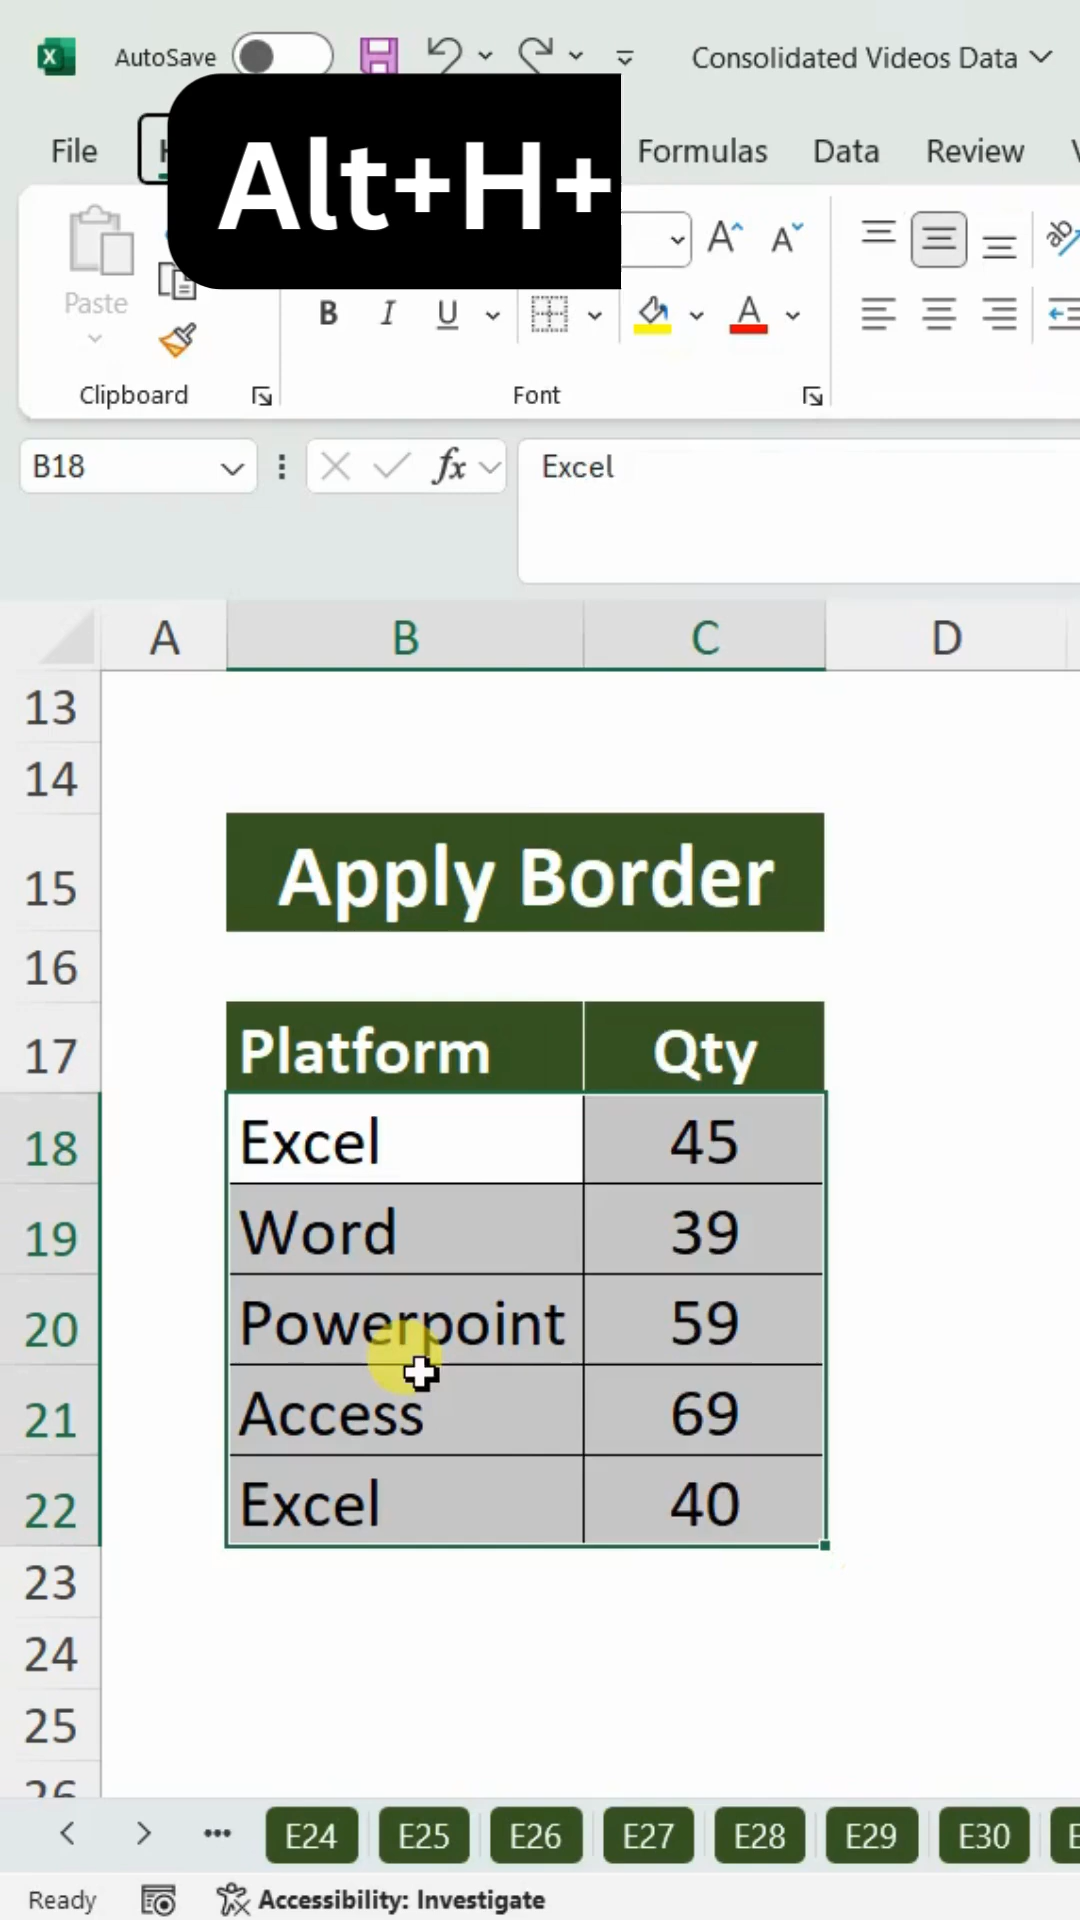 AutoSave
Consolidated Videos Data
Alt+H+
File
Formulas
Data
Review
Paste
B I U
A A
ab
A
Clipboard
Font
B18
fx
Excel
A B C D
13
14
15 Apply Border
16
17 Platform Qty
18 Excel 45
19 Word 39
20 Powerpoint 59
21 Access 69
22 Excel 40
23
24
25
26
E24 E25 E26 E27 E28 E29 E30
Ready
Accessibility: Investigate